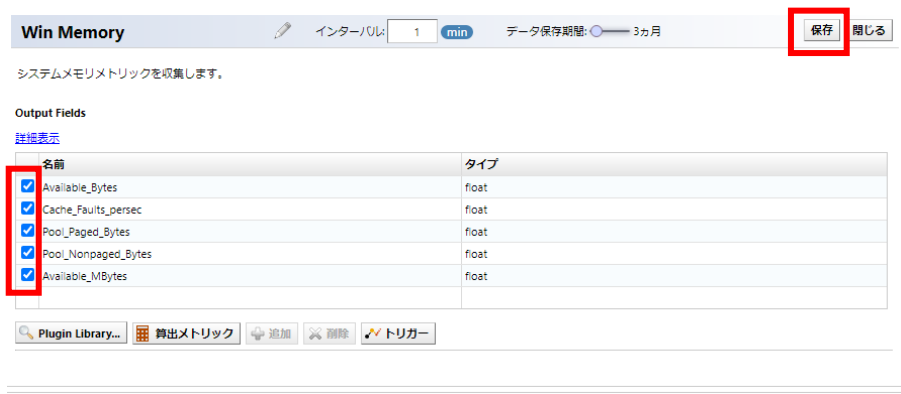 Win Memory インターバル: 1 min データ保存期間: 3カ月 保存 閉じる
システムメモリメトリックを収集します。
Output Fields
詳細表示
名前 タイプ
Available_Bytes float
Cache_Faults_persec float
Pool_Paged_Bytes float
Pool_Nonpaged_Bytes float
Available_MBytes float
Plugin Library... 算出メトリック 追加 削除 トリガー